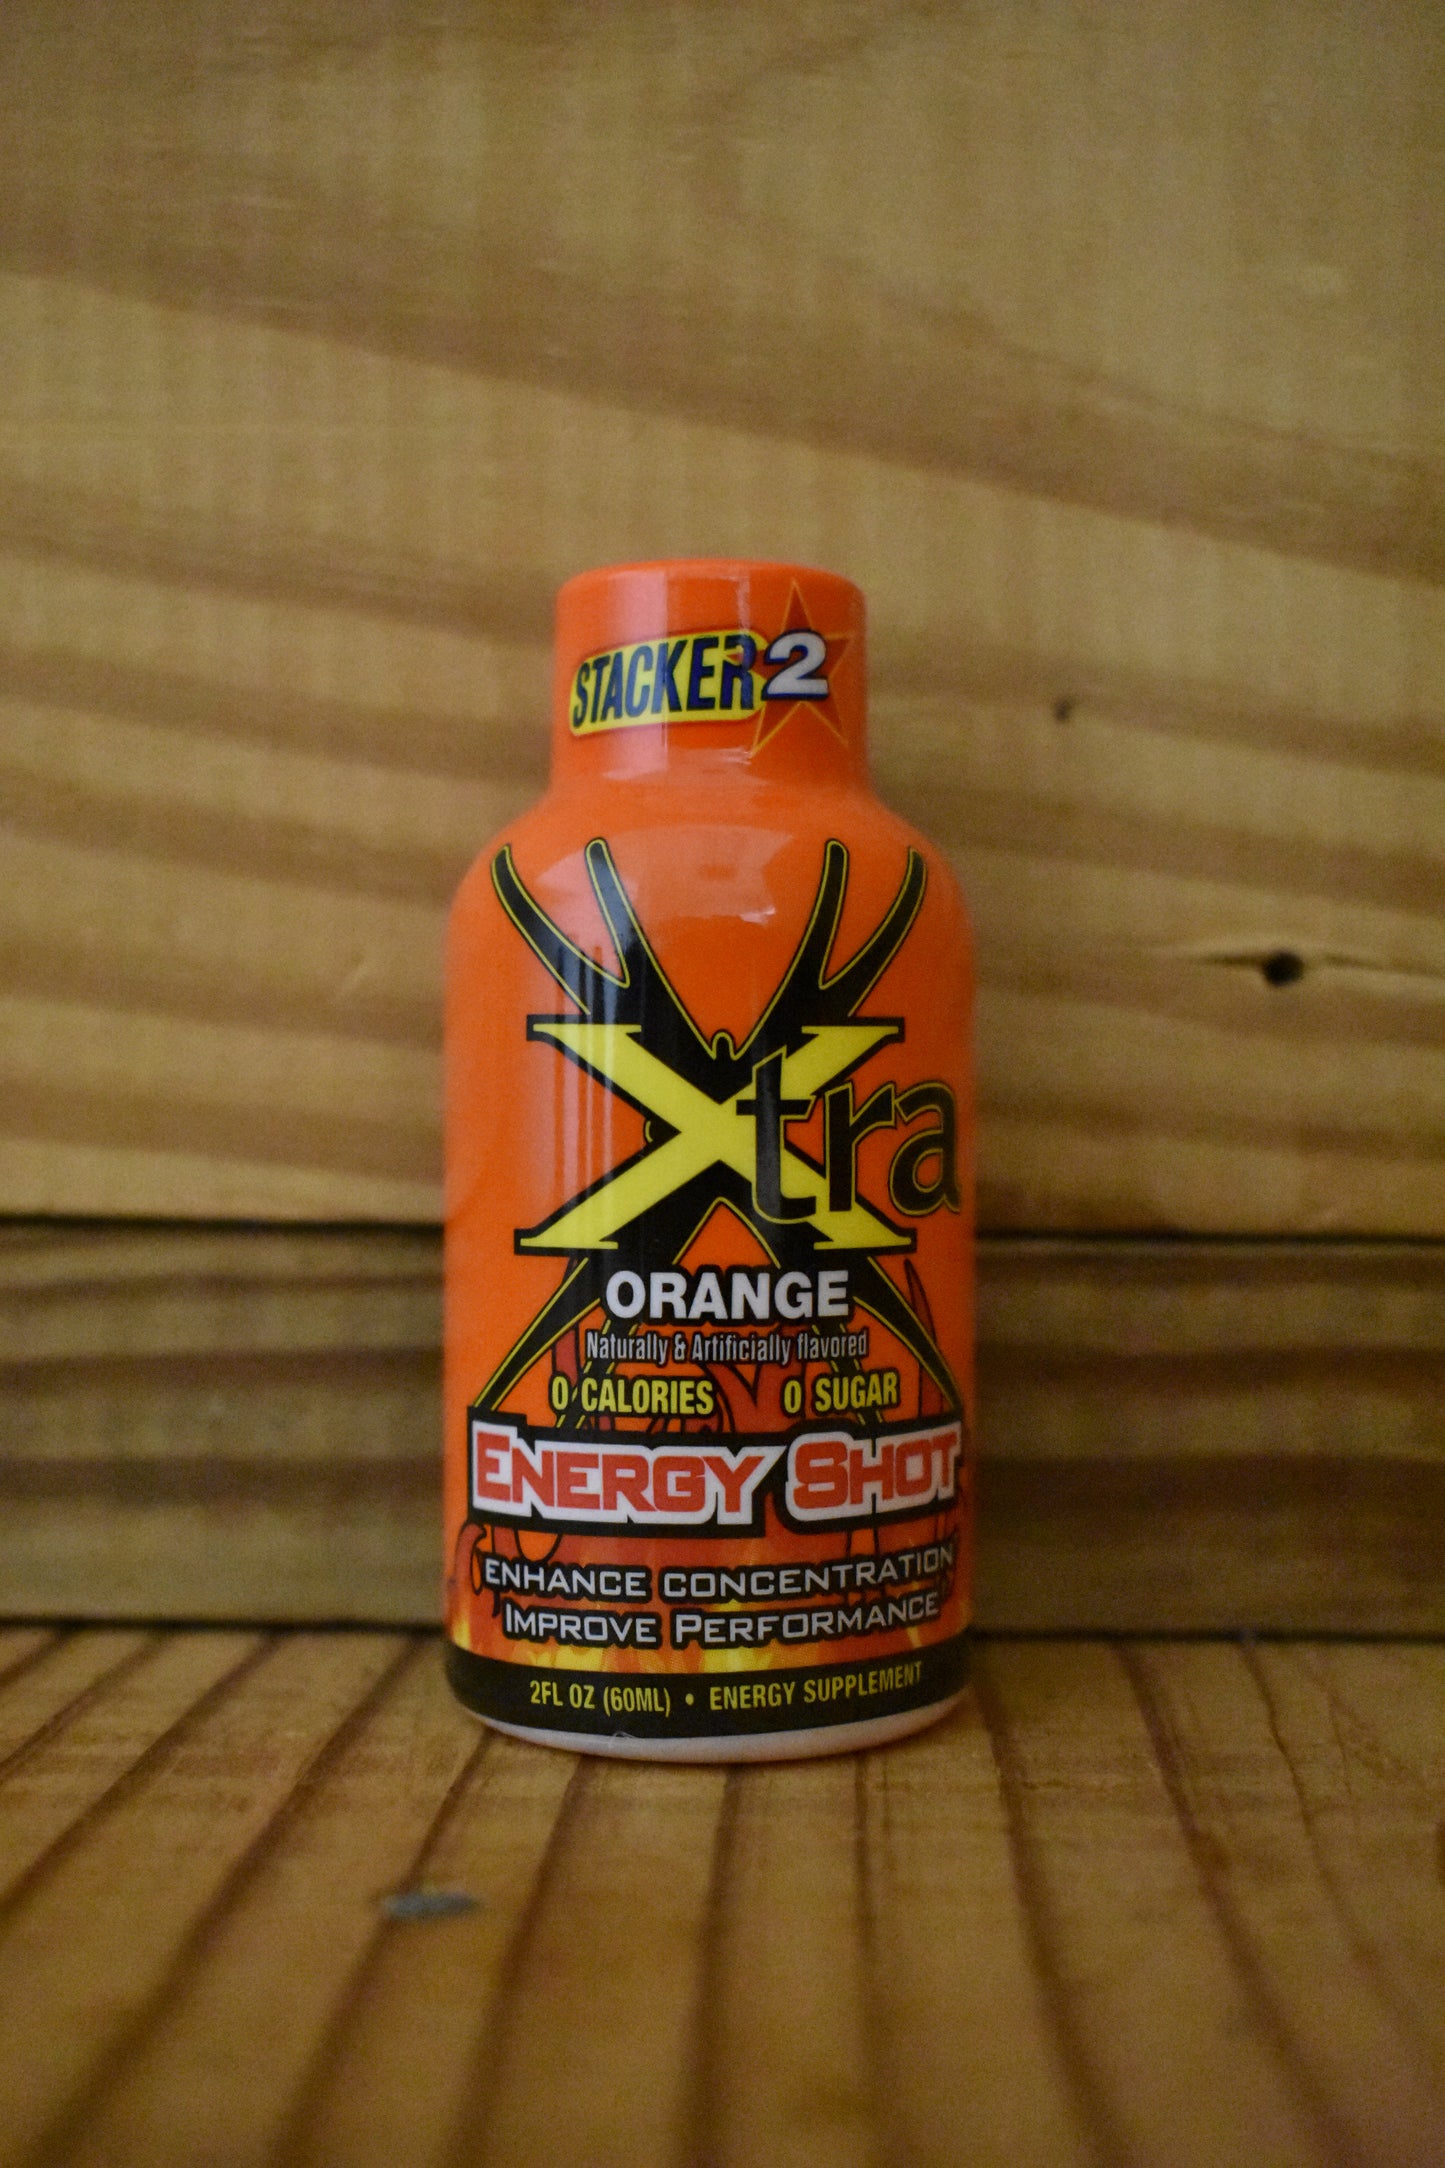 STACKER 2
Xtra
ORANGE
Naturally & Artificially flavored
0 CALORIES 0 SUGAR
ENERGY SHOT
ENHANCE CONCENTRATION
IMPROVE PERFORMANCE
2FL OZ (60ML) • ENERGY SUPPLEMENT